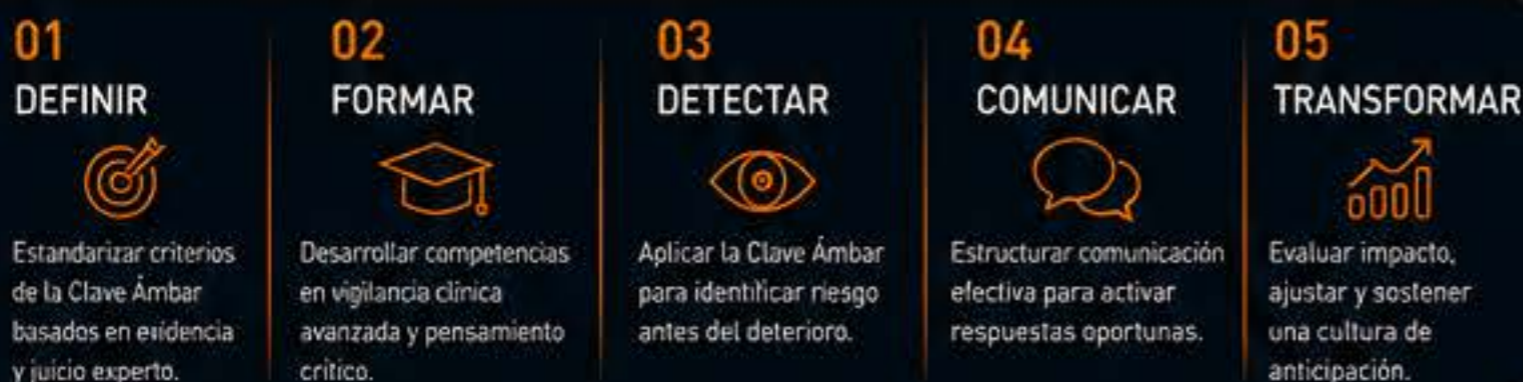 01
DEFINIR
Estandarizar criterios
de la Clave Ámbar
basados en evidencia
y juicio experto.
02
FORMAR
Desarrollar competencias
en vigilancia clínica
avanzada y pensamiento
crítico.
03
DETECTAR
Aplicar la Clave Ámbar
para identificar riesgo
antes del deterioro.
04
COMUNICAR
Estructurar comunicación
efectiva para activar
respuestas oportunas.
05
TRANSFORMAR
Evaluar impacto,
ajustar y sostener
una cultura de
anticipación.